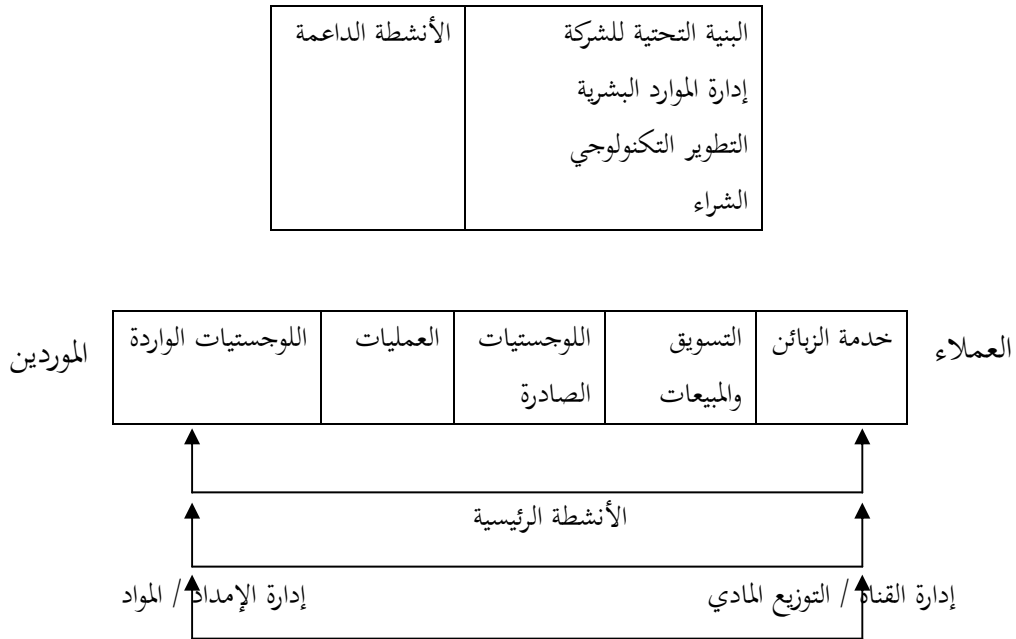 البنية التحتية للشركة
الأنشطة الداعمة
إدارة الموارد البشرية
التطوير التكنولوجي
الشراء
العملاء
خدمة الزبائن
التسويق
والمبيعات
اللوجستيات
الصادرة
العمليات
اللوجستيات الواردة
الموردين
الأنشطة الرئيسية
إدارة القناة / التوزيع المادي
إدارة الإمداد / المواد